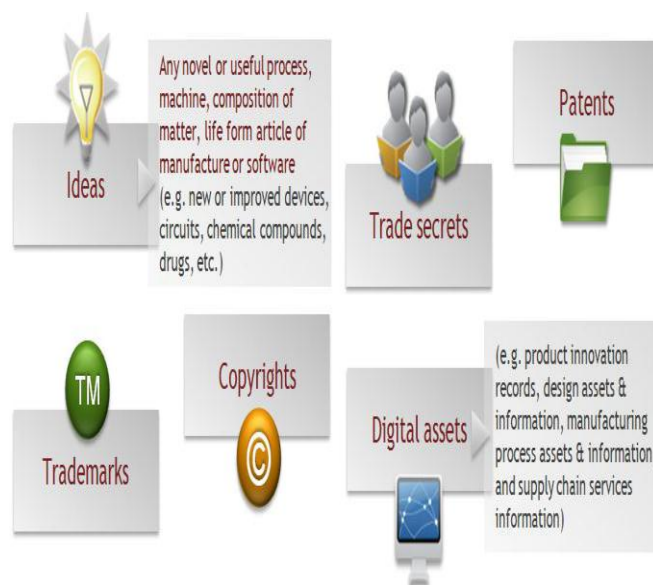 Ideas
Any novel or useful process,
machine, composition of
matter, life form article of
manufacture or software
(e.g. new or improved devices,
circuits, chemical compounds,
drugs, etc.)
Trade secrets
Patents
TM
Trademarks
Copyrights
©
Digital assets
(e.g. product innovation
records, design assets &
information, manufacturing
process assets & information
and supply chain services
information)